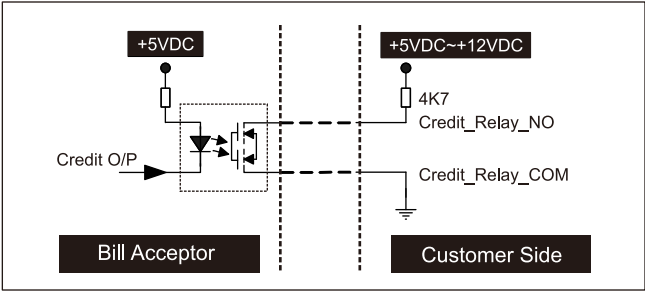 +5VDC
+5VDC~+12VDC
4K7
Credit_Relay_NO
Credit O/P
Credit_Relay_COM
Bill Acceptor
Customer Side